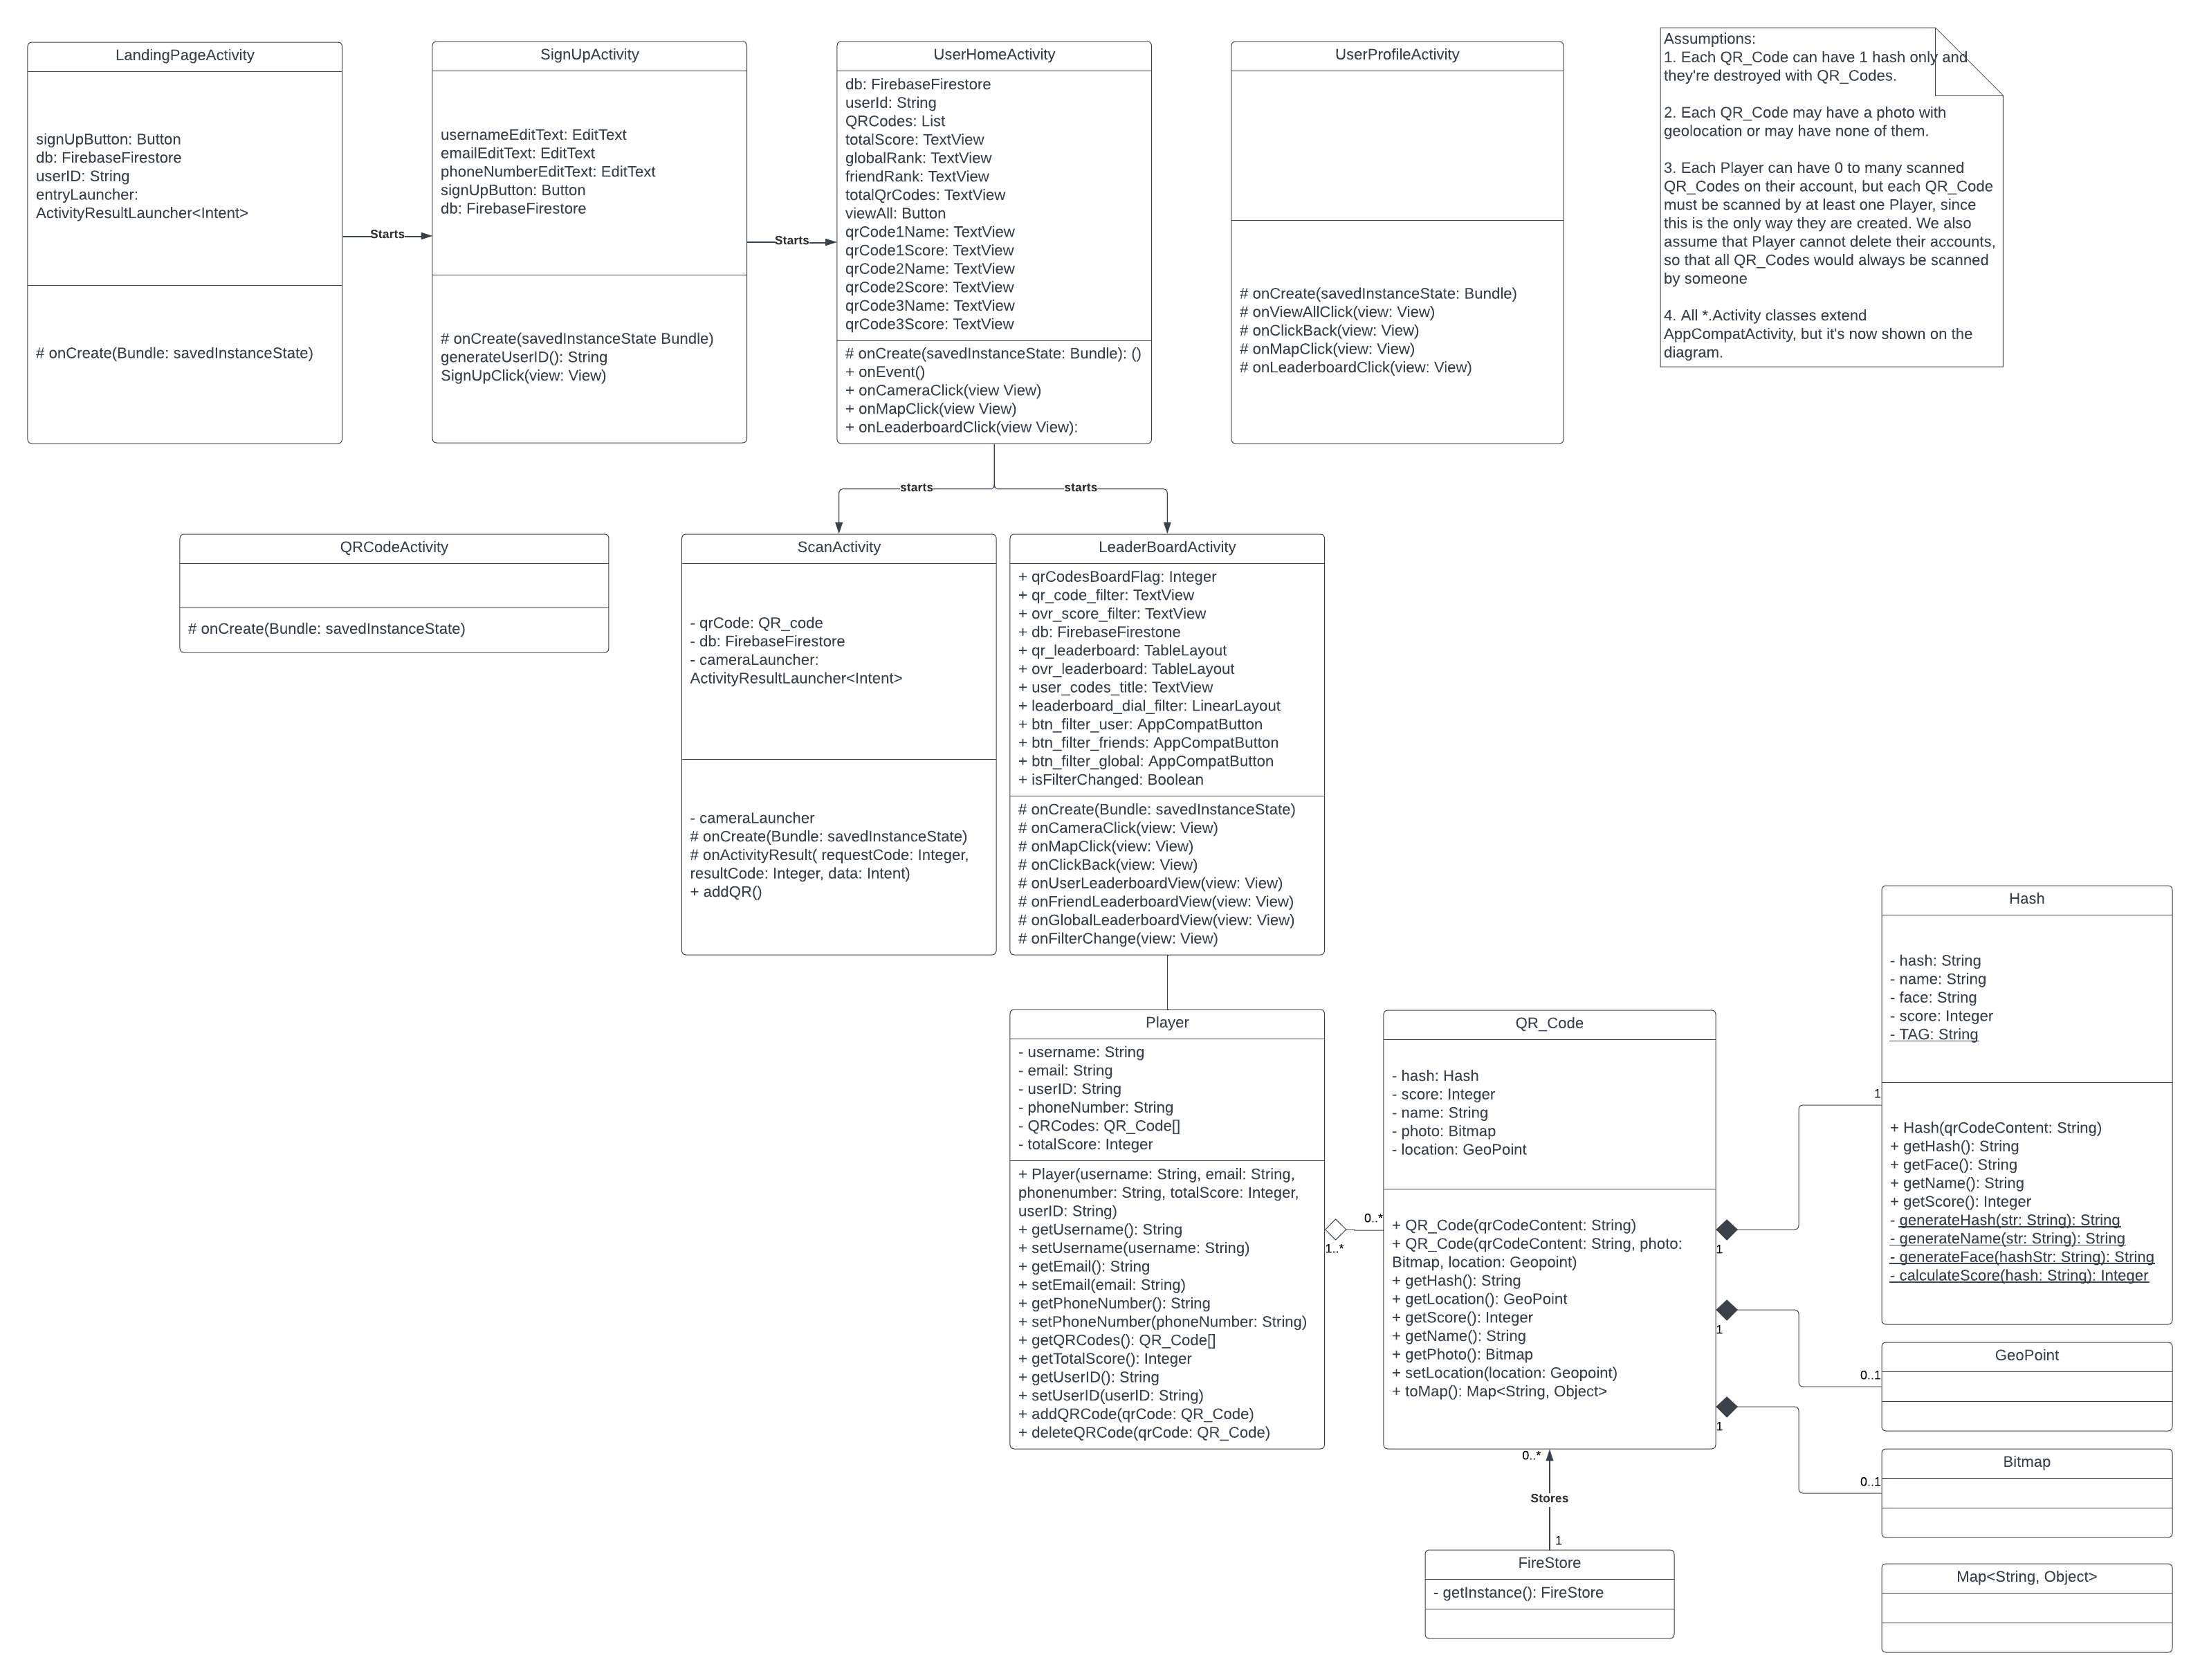 LandingPageActivity
signUpButton: Button
db: FirebaseFirestore
userID: String
entryLauncher:
ActivityResultLauncher<Intent>
# onCreate(Bundle: savedInstanceState)
Starts
SignUpActivity
usernameEditText: EditText
emailEditText: EditText
phoneNumberEditText: EditText
signUpButton: Button
db: FirebaseFirestore
# onCreate(savedInstanceState Bundle)
generateUserID(): String
SignUpClick(view: View)
Starts
UserHomeActivity
db: FirebaseFirestore
userId: String
QRCodes: List
totalScore: TextView
globalRank: TextView
friendRank: TextView
totalQrCodes: TextView
viewAll: Button
qrCode1Name: TextView
qrCode1Score: TextView
qrCode2Name: TextView
qrCode2Score: TextView
qrCode3Name: TextView
qrCode3Score: TextView
# onCreate(savedInstanceState: Bundle): ()
+ onEvent()
+ onCameraClick(view View)
+ onMapClick(view View)
+ onLeaderboardClick(view View):
UserProfileActivity
# onCreate(savedInstanceState: Bundle)
# onViewAllClick(view: View)
# onClickBack(view: View)
# onMapClick(view: View)
# onLeaderboardClick(view: View)
Assumptions:
1. Each QR_Code can have 1 hash only and
they're destroyed with QR_Codes.
2. Each QR_Code may have a photo with
geolocation or may have none of them.
3. Each Player can have 0 to many scanned
QR_Codes on their account, but each QR_Code
must be scanned by at least one Player, since
this is the only way they are created. We also
assume that Player cannot delete their accounts,
so that all QR_Codes would always be scanned
by someone
4. All *.Activity classes extend
AppCompatActivity, but it's now shown on the
diagram.
starts
starts
QRCodeActivity
# onCreate(Bundle: savedInstanceState)
ScanActivity
- qrCode: QR_code
- db: FirebaseFirestore
- cameraLauncher:
ActivityResultLauncher<Intent>
- cameraLauncher
# onCreate(Bundle: savedInstanceState)
# onActivityResult( requestCode: Integer,
resultCode: Integer, data: Intent)
+ addQR()
LeaderBoardActivity
+ qrCodesBoardFlag: Integer
+ qr_code_filter: TextView
+ ovr_score_filter: TextView
+ db: FirebaseFirestone
+ qr_leaderboard: TableLayout
+ ovr_leaderboard: TableLayout
+ user_codes_title: TextView
+ leaderboard_dial_filter: LinearLayout
+ btn_filter_user: AppCompatButton
+ btn_filter_friends: AppCompatButton
+ btn_filter_global: AppCompatButton
+ isFilterChanged: Boolean
# onCreate(Bundle: savedInstanceState)
# onCameraClick(view: View)
# onMapClick(view: View)
# onClickBack(view: View)
# onUserLeaderboardView(view: View)
# onFriendLeaderboardView(view: View)
# onGlobalLeaderboardView(view: View)
# onFilterChange(view: View)
Player
- username: String
- email: String
- userID: String
- phoneNumber: String
- QRCodes: QR_Code[]
- totalScore: Integer
+ Player(username: String, email: String,
phonenumber: String, totalScore: Integer,
userID: String)
+ getUsername(): String
+ setUsername(username: String)
+ getEmail(): String
+ setEmail(email: String)
+ getPhoneNumber(): String
+ setPhoneNumber(phoneNumber: String)
+ getQRCodes(): QR_Code[]
+ getTotalScore(): Integer
+ getUserID(): String
+ setUserID(userID: String)
+ addQRCode(qrCode: QR_Code)
+ deleteQRCode(qrCode: QR_Code)
0..*
1..*
QR_Code
- hash: Hash
- score: Integer
- name: String
- photo: Bitmap
- location: GeoPoint
+ QR_Code(qrCodeContent: String)
+ QR_Code(qrCodeContent: String, photo:
Bitmap, location: Geopoint)
+ getHash(): String
+ getLocation(): GeoPoint
+ getScore(): Integer
+ getName(): String
+ getPhoto(): Bitmap
+ setLocation(location: Geopoint)
+ toMap(): Map<String, Object>
1
1
1
1
0..1
0..1
Hash
- hash: String
- name: String
- face: String
- score: Integer
- TAG: String
+ Hash(qrCodeContent: String)
+ getHash(): String
+ getFace(): String
+ getName(): String
+ getScore(): Integer
- generateHash(str: String): String
- generateName(str: String): String
- generateFace(hashStr: String): String
- calculateScore(hash: String): Integer
GeoPoint
Bitmap
Map<String, Object>
0..*
Stores
1
FireStore
- getInstance(): FireStore